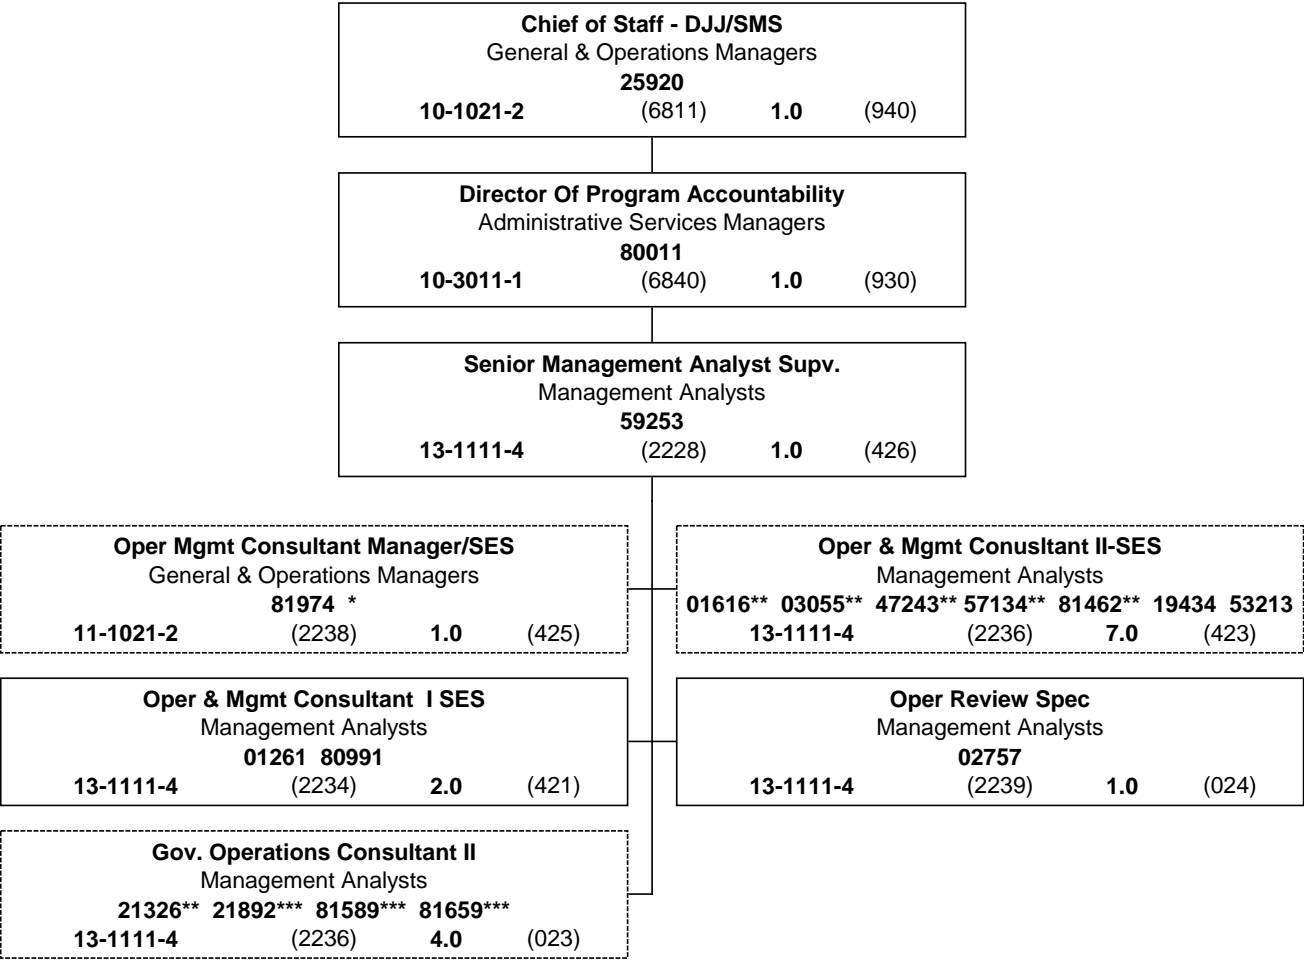 Chief of Staff - DJJ/SMS
General & Operations Managers
25920
10-1021-2 (6811) 1.0 (940)
Director Of Program Accountability
Administrative Services Managers
80011
10-3011-1 (6840) 1.0 (930)
Senior Management Analyst Supv.
Management Analysts
59253
13-1111-4 (2228) 1.0 (426)
Oper Mgmt Consultant Manager/SES
General & Operations Managers
81974 *
11-1021-2 (2238) 1.0 (425)
Oper & Mgmt Conusltant II-SES
Management Analysts
01616** 03055** 47243** 57134** 81462** 19434 53213
13-1111-4 (2236) 7.0 (423)
Oper & Mgmt Consultant I SES
Management Analysts
01261 80991
13-1111-4 (2234) 2.0 (421)
Oper Review Spec
Management Analysts
02757
13-1111-4 (2239) 1.0 (024)
Gov. Operations Consultant II
Management Analysts
21326** 21892*** 81589*** 81659***
13-1111-4 (2236) 4.0 (023)